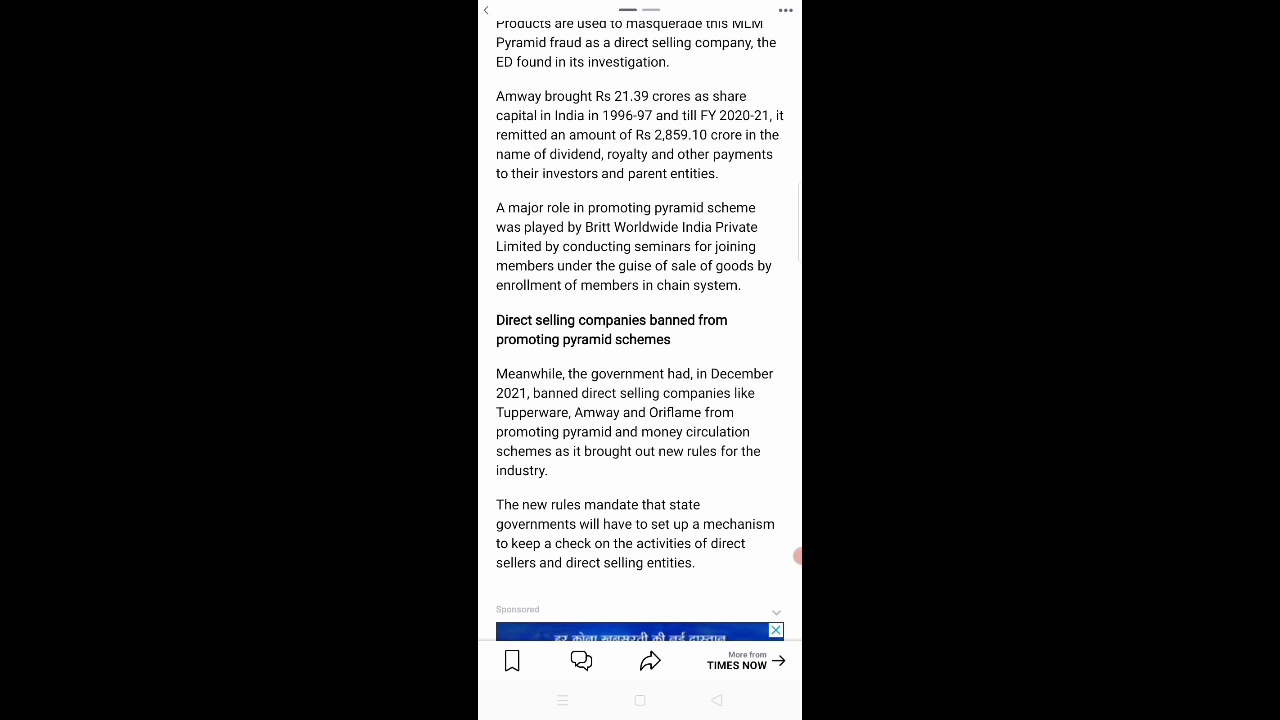 Products are used to masquerade this MLM
Pyramid fraud as a direct selling company, the
ED found in its investigation.
Amway brought Rs 21.39 crores as share
capital in India in 1996-97 and till FY 2020-21, it
remitted an amount of Rs 2,859.10 crore in the
name of dividend, royalty and other payments
to their investors and parent entities.
A major role in promoting pyramid scheme
was played by Britt Worldwide India Private
Limited by conducting seminars for joining
members under the guise of sale of goods by
enrollment of members in chain system.
Direct selling companies banned from
promoting pyramid schemes
Meanwhile, the government had, in December
2021, banned direct selling companies like
Tupperware, Amway and Oriflame from
promoting pyramid and money circulation
schemes as it brought out new rules for the
industry.
The new rules mandate that state
governments will have to set up a mechanism
to keep a check on the activities of direct
sellers and direct selling entities.
Sponsored
हर कोना खूबसूरती की नई दास्तान
More from
TIMES NOW